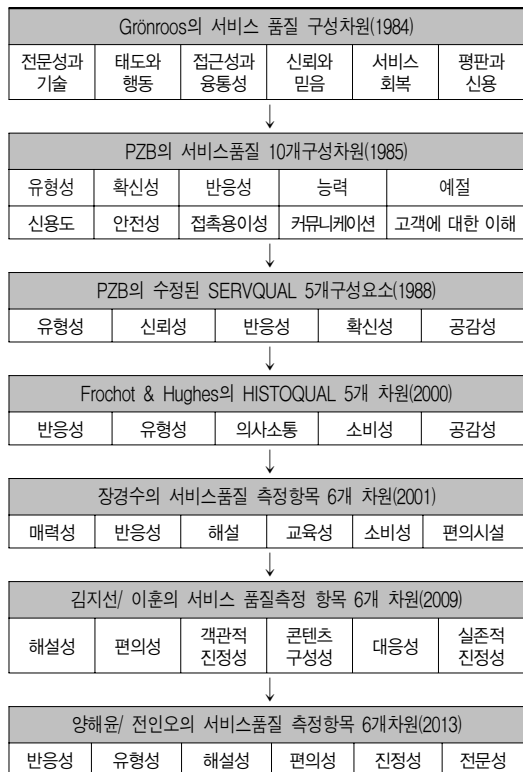 Grönroos의 서비스 품질 구성차원(1984)
전문성과 기술 태도와 행동 접근성과 융통성 신뢰와 믿음 서비스 회복 평판과 신용
↓
PZB의 서비스품질 10개구성차원(1985)
유형성 확신성 반응성 능력 예절
신용도 안전성 접촉용이성 커뮤니케이션 고객에 대한 이해
↓
PZB의 수정된 SERVQUAL 5개구성요소(1988)
유형성 신뢰성 반응성 확신성 공감성
↓
Frochot & Hughes의 HISTOQUAL 5개 차원(2000)
반응성 유형성 의사소통 소비성 공감성
↓
장경수의 서비스품질 측정항목 6개 차원(2001)
매력성 반응성 해설 교육성 소비성 편의시설
↓
김지선/ 이훈의 서비스 품질측정 항목 6개 차원(2009)
해설성 편의성 객관적 진정성 콘텐츠 구성성 대응성 실존적 진정성
↓
양해윤/ 전인오의 서비스품질 측정항목 6개차원(2013)
반응성 유형성 해설성 편의성 진정성 전문성